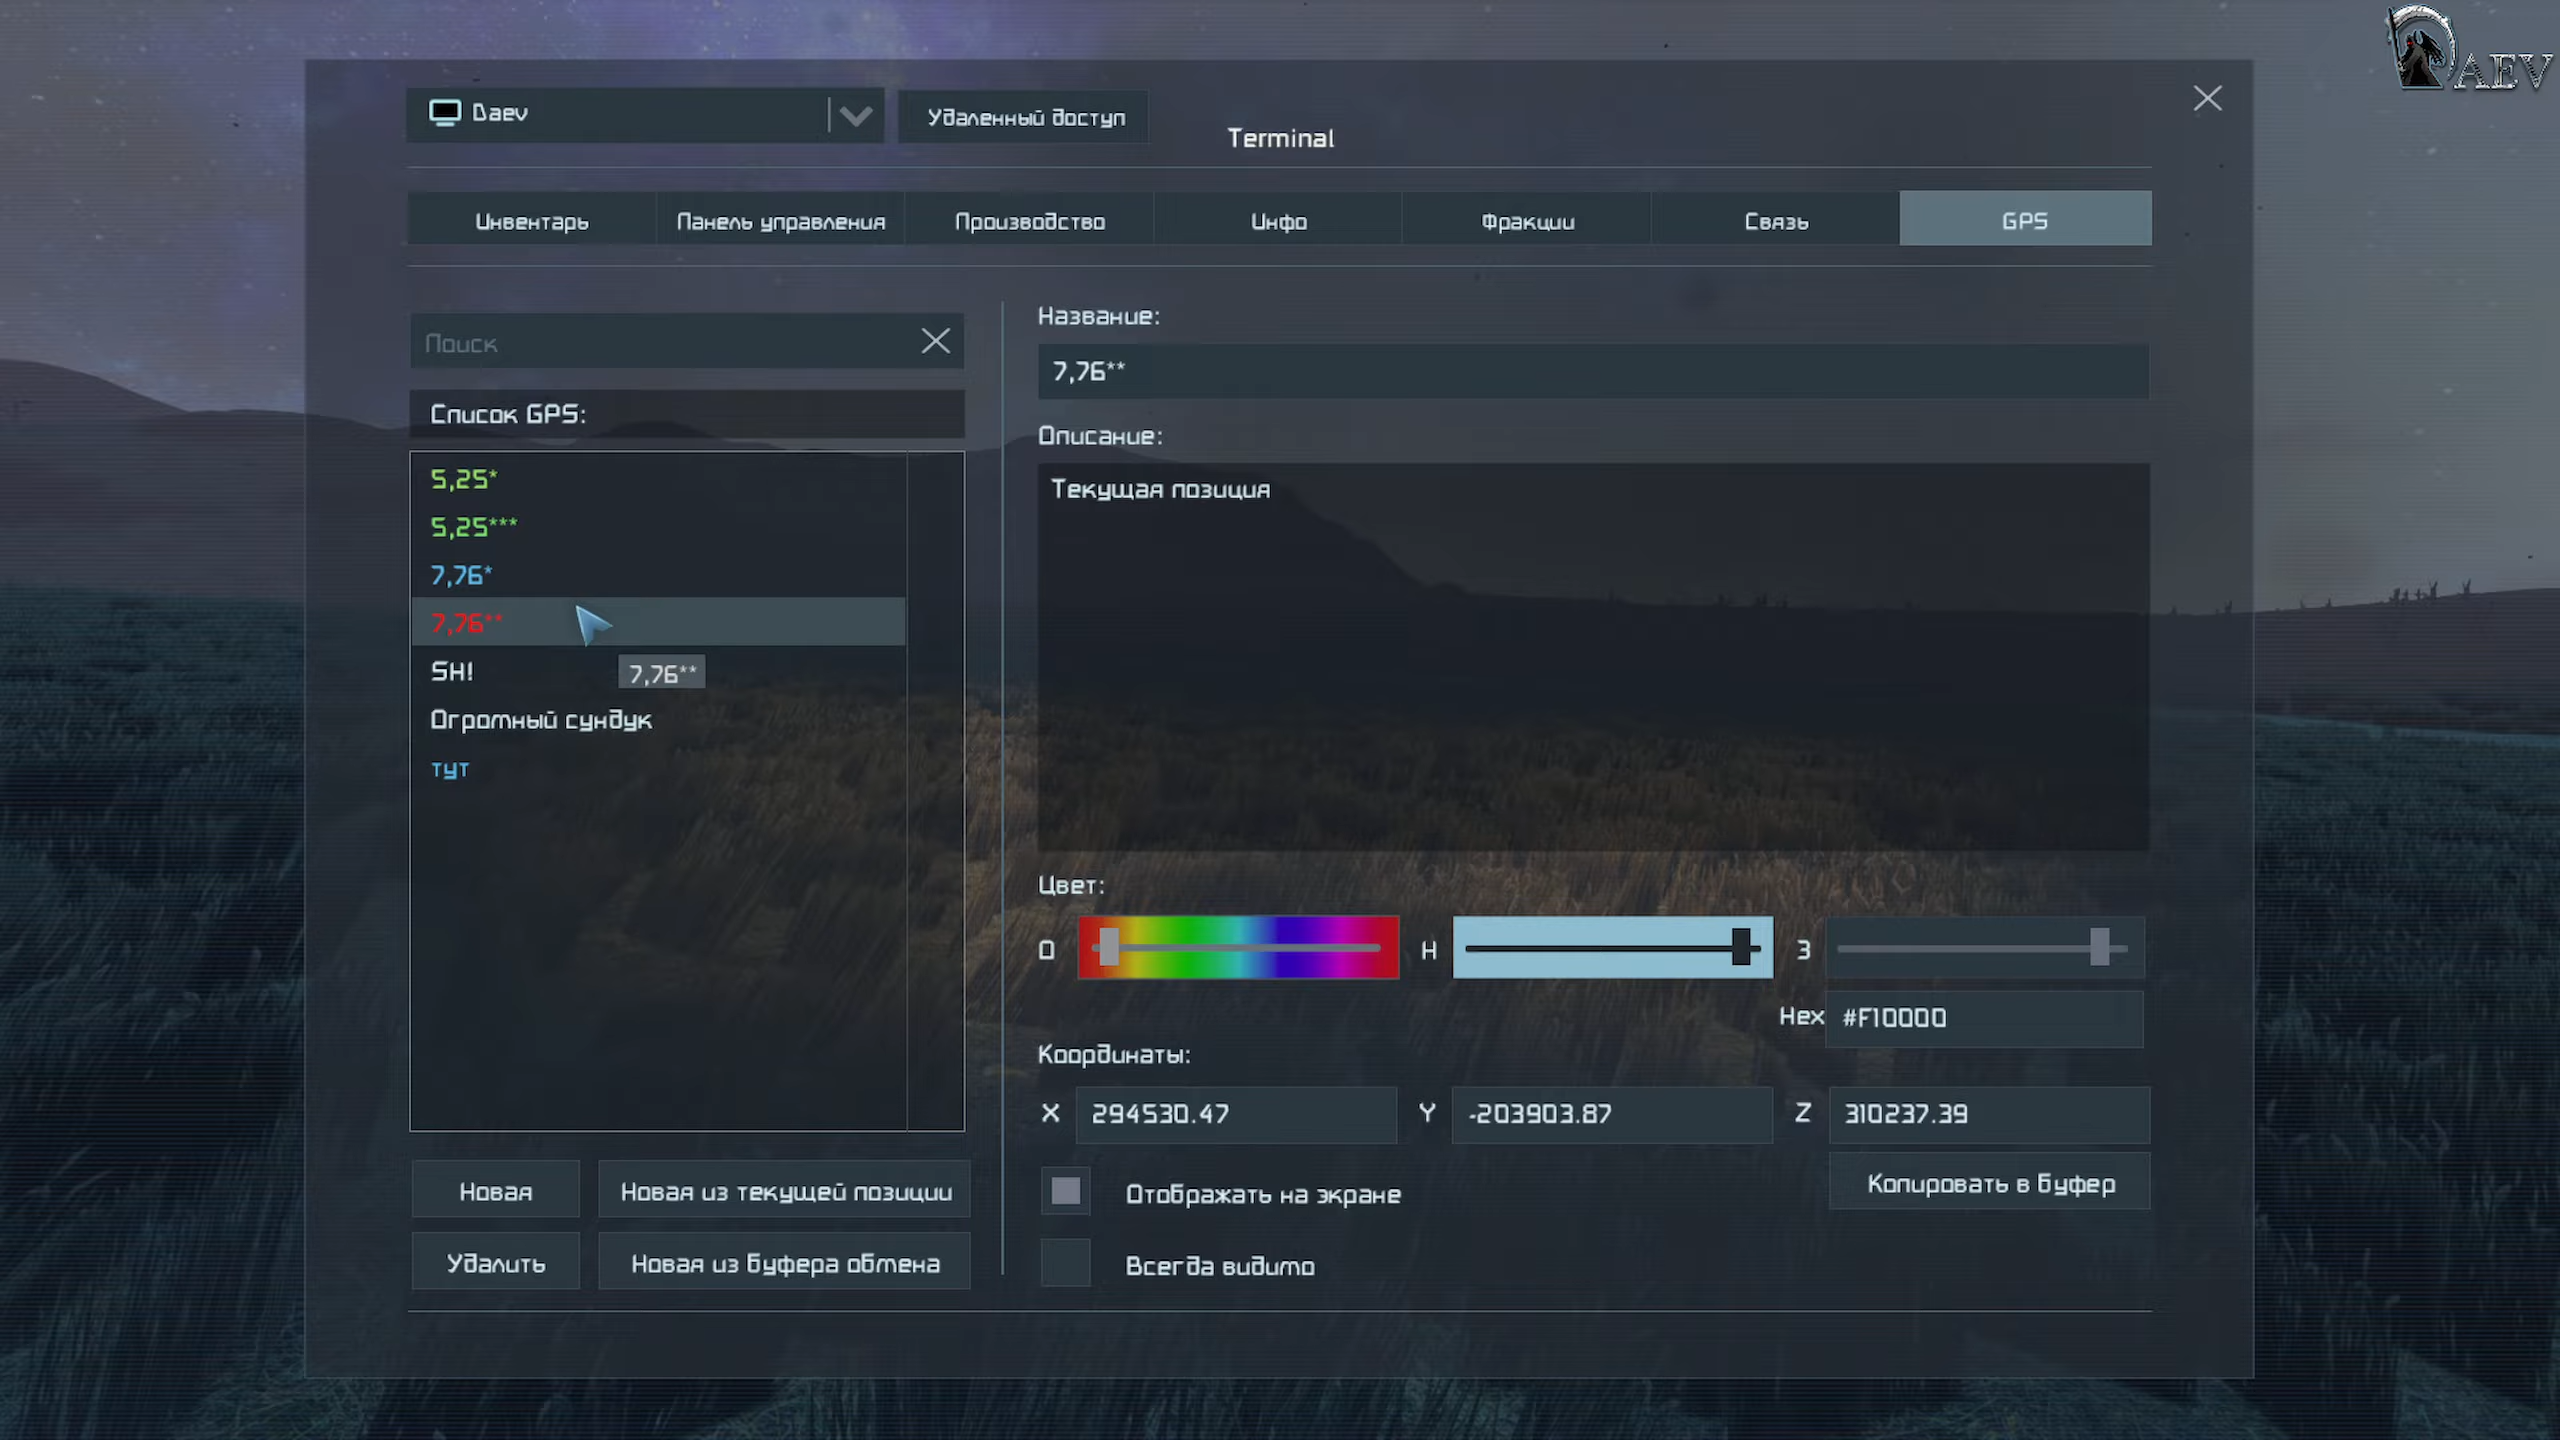 DAEV
Daev
Удаленный доступ
Terminal
Инвентарь
Панель управления
Производство
Инфо
Фракции
Связь
GPS
Поиск
Список GPS:
5,25*
5,25***
7,76*
7,76**
SH!
7,76**
Огромный сундук
тут
Новая
Новая из текущей позиции
Удалить
Новая из буфера обмена
Название:
7,76**
Описание:
Текущая позиция
Цвет:
О
Н
З
Hex
#F10000
Координаты:
X
294530.47
Y
-203903.87
Z
310237.39
Отображать на экране
Копировать в буфер
Всегда видимо